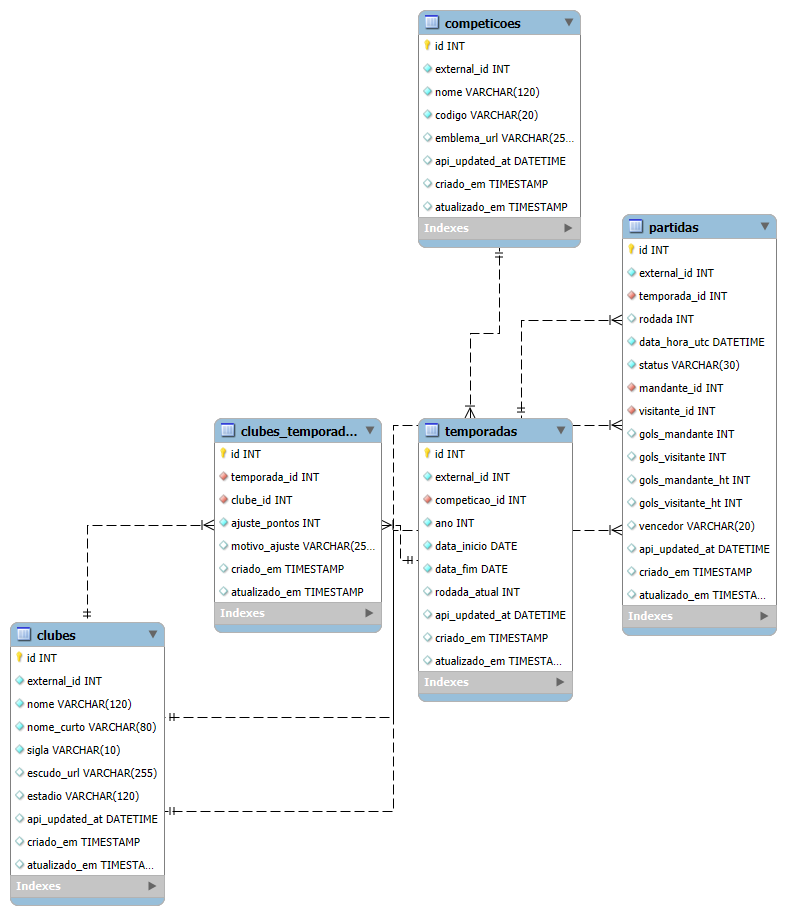 competicoes
id INT
external_id INT
nome VARCHAR(120)
codigo VARCHAR(20)
emblema_url VARCHAR(25...
api_updated_at DATETIME
criado_em TIMESTAMP
atualizado_em TIMESTAMP
Indexes
partidas
id INT
external_id INT
temporada_id INT
rodada INT
data_hora_utc DATETIME
status VARCHAR(30)
mandante_id INT
visitante_id INT
gols_mandante INT
gols_visitante INT
gols_mandante_ht INT
gols_visitante_ht INT
vencedor VARCHAR(20)
api_updated_at DATETIME
criado_em TIMESTAMP
atualizado_em TIMESTA...
Indexes
clubes_temporad...
id INT
temporada_id INT
clube_id INT
ajuste_pontos INT
motivo_ajuste VARCHAR(25...
criado_em TIMESTAMP
atualizado_em TIMESTAMP
Indexes
temporadas
id INT
external_id INT
competicao_id INT
ano INT
data_inicio DATE
data_fim DATE
rodada_atual INT
api_updated_at DATETIME
criado_em TIMESTAMP
atualizado_em TIMESTA...
Indexes
clubes
id INT
external_id INT
nome VARCHAR(120)
nome_curto VARCHAR(80)
sigla VARCHAR(10)
escudo_url VARCHAR(255)
estadio VARCHAR(120)
api_updated_at DATETIME
criado_em TIMESTAMP
atualizado_em TIMESTA...
Indexes